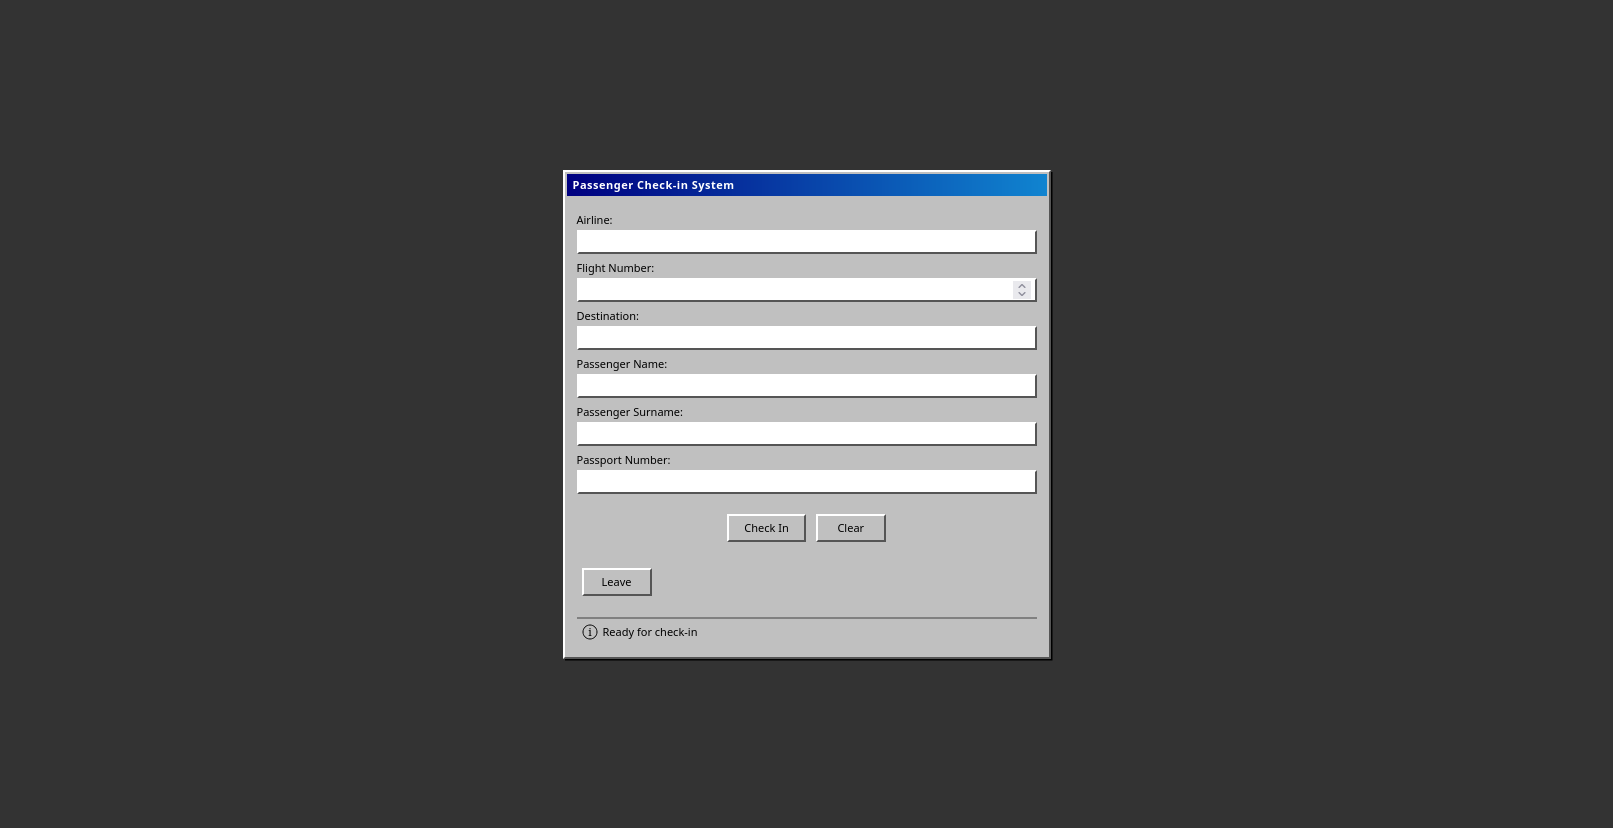 Passenger Check-in System
Airline:
Flight Number:
Destination:
Passenger Name:
Passenger Surname:
Passport Number:
Check In Clear
Leave
Ready for check-in